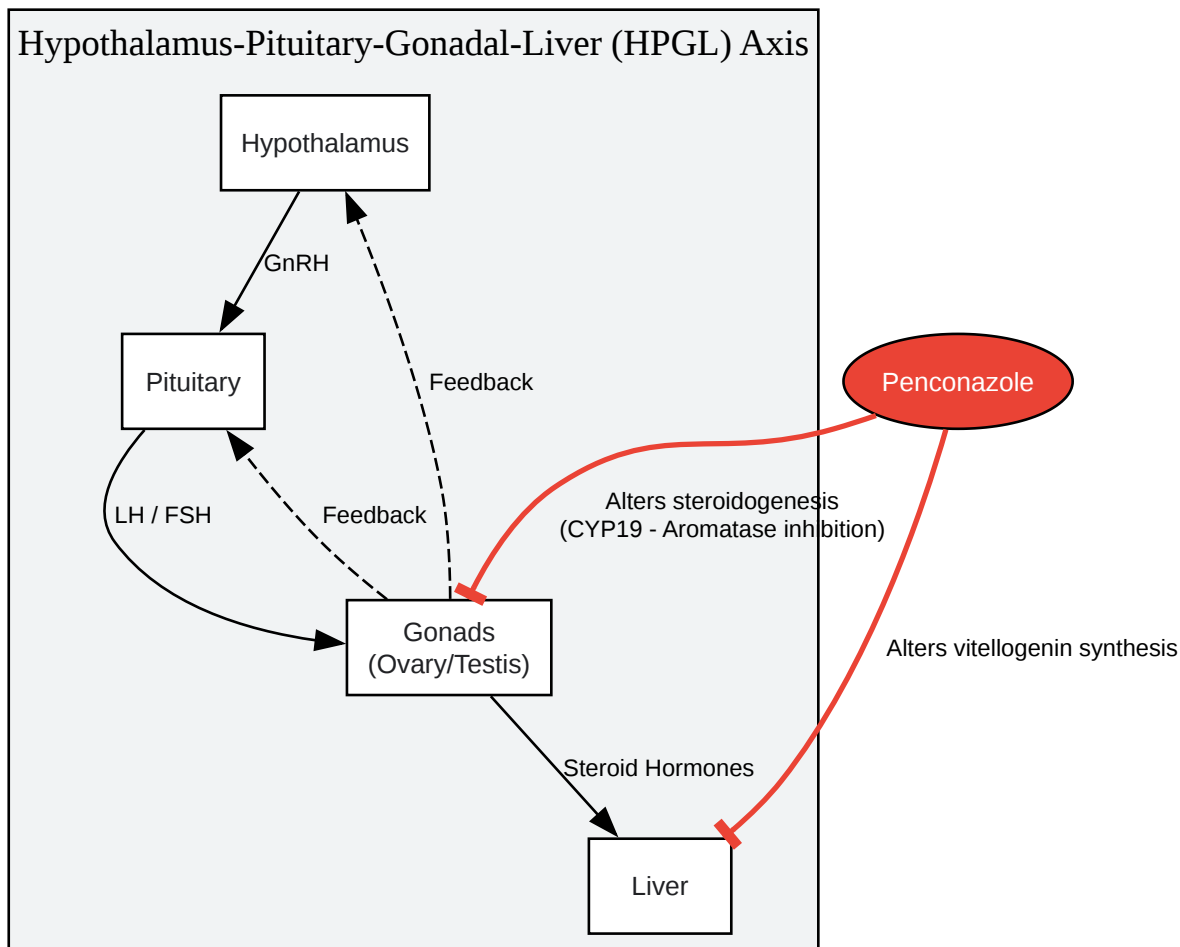 Hypothalamus-Pituitary-Gonadal-Liver (HPGL) Axis
Hypothalamus
GnRH
Pituitary
Feedback
Penconazole
LH / FSH
Feedback
Alters steroidogenesis
(CYP19 - Aromatase inhibition)
Gonads
(Ovary/Testis)
Alters vitellogenin synthesis
Steroid Hormones
Liver